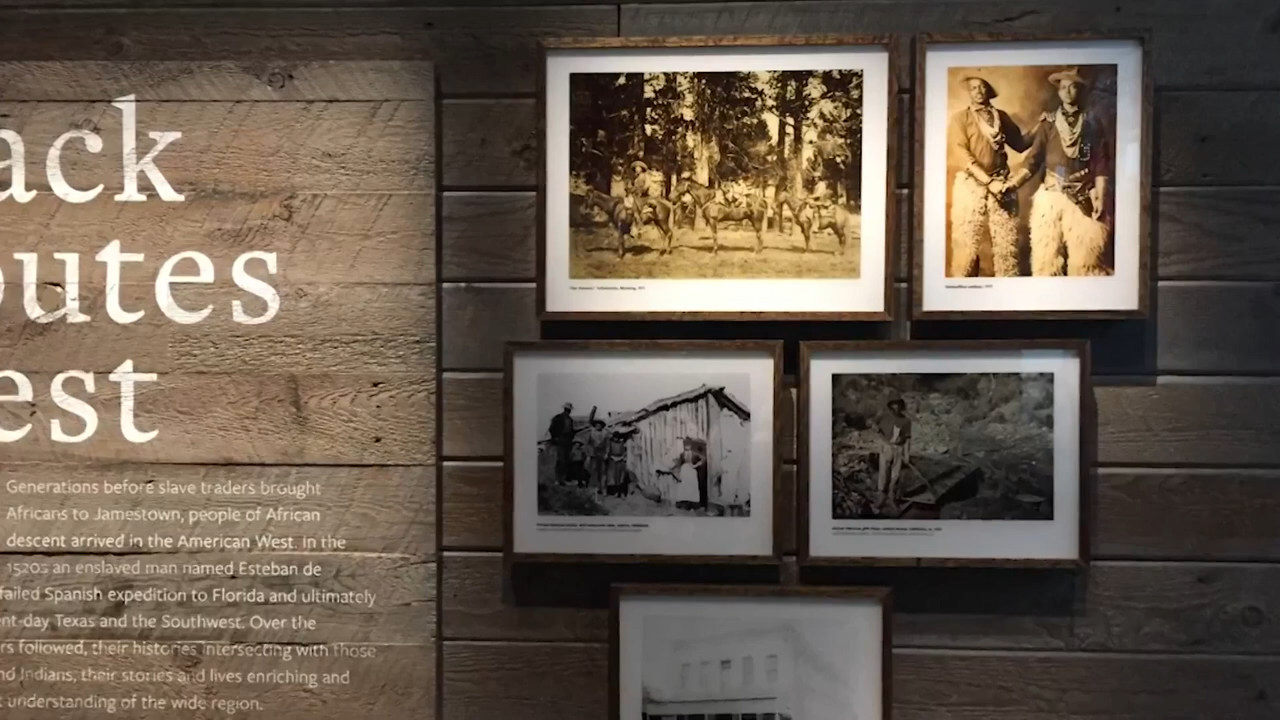 ack
outes
est
Generations before slave traders brought
Africans to Jamestown, people of African
descent arrived in the American West. In the
1520s an enslaved man named Esteban de
failed Spanish expedition to Florida and ultimately
nt-day Texas and the Southwest. Over the
rs followed, their histories intersecting with those
nd Indians, their stories and lives enriching and
understanding of the wide region.